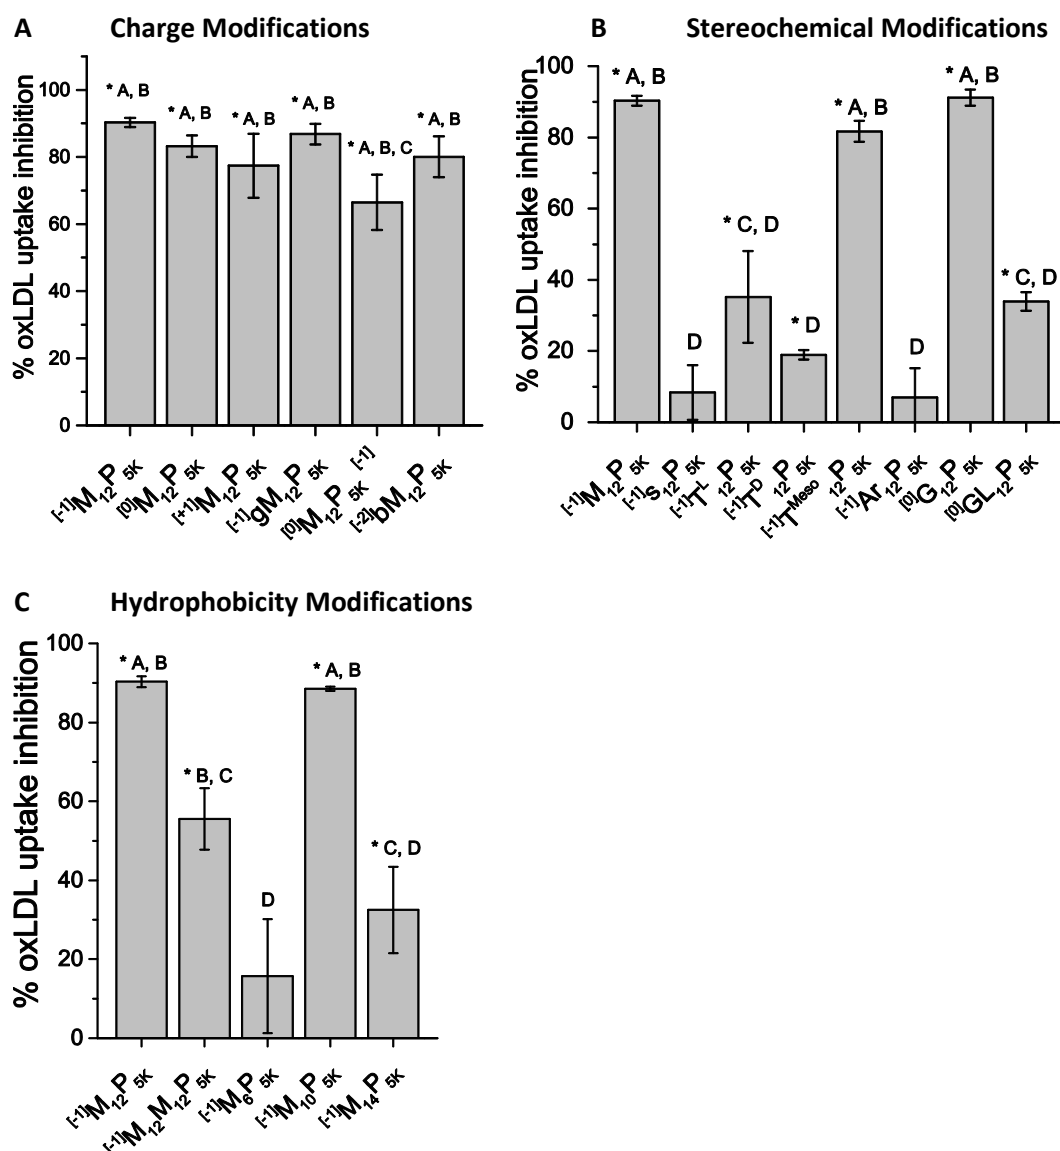 A Charge Modifications
% oxLDL uptake inhibition
100
80
60
40
20
0
* A, B
* A, B
* A, B
* A, B
* A, B, C
* A, B
[-1]M12P5K
[0]M12P5K
[+1]M12P5K
[-1]gM12P5K
[0]M12P5K[-1]
[-2]bM12P5K
B Stereochemical Modifications
% oxLDL uptake inhibition
100
80
60
40
20
0
* A, B
D
* C, D
* D
* A, B
D
* A, B
* C, D
[-1]M12P5K
[-1]S12P5K
[-1]TL12P5K
[-1]TD12P5K
[-1]TMeso12P5K
[-1]Ar12P5K
[0]G12P5K
[0]GL12P5K
C Hydrophobicity Modifications
% oxLDL uptake inhibition
100
80
60
40
20
0
* A, B
* B, C
D
* A, B
* C, D
[-1]M12P5K
[-1]M12M12P5K
[-1]M6P5K
[-1]M10P5K
[-1]M14P5K